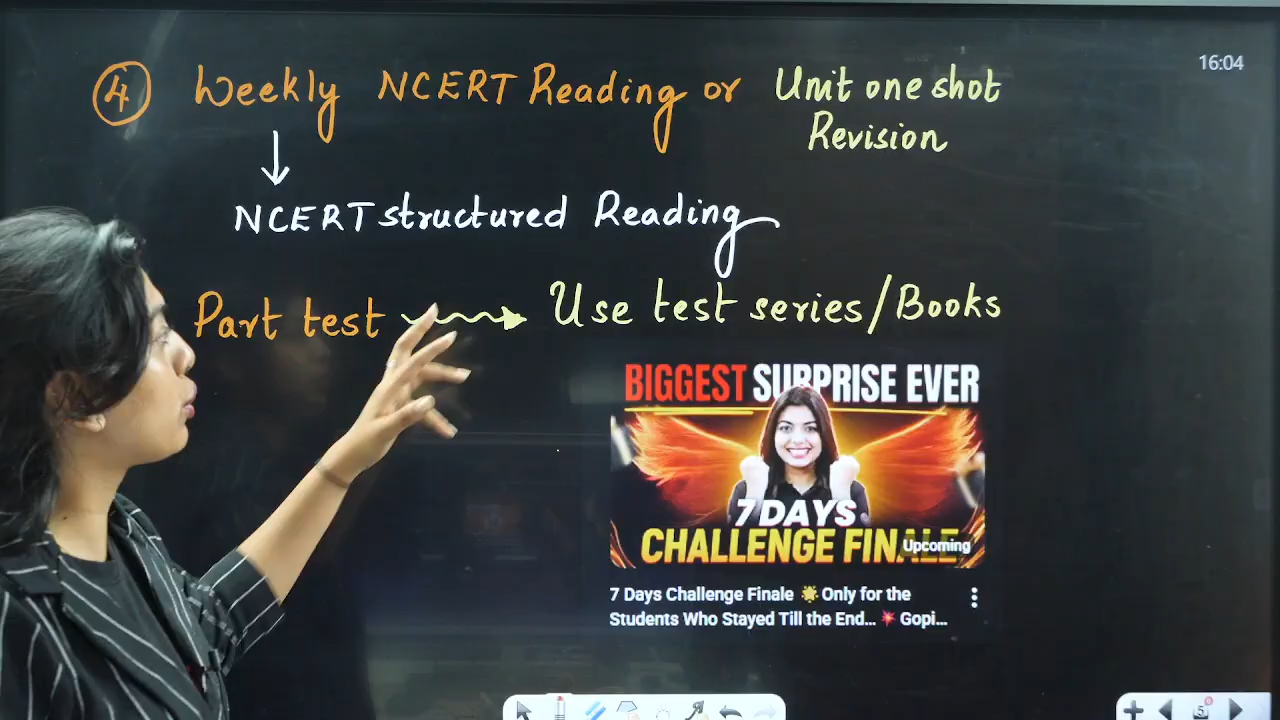 16:04
4 Weekly NCERT Reading or Unit one shot
Revision
NCERT structured Reading
Part test Use test series/Books
BIGGEST SURPRISE EVER
7 DAYS
CHALLENGE FINALE
Upcoming
7 Days Challenge Finale 🌟 Only for the
Students Who Stayed Till the End... 💥 Gopi...
5